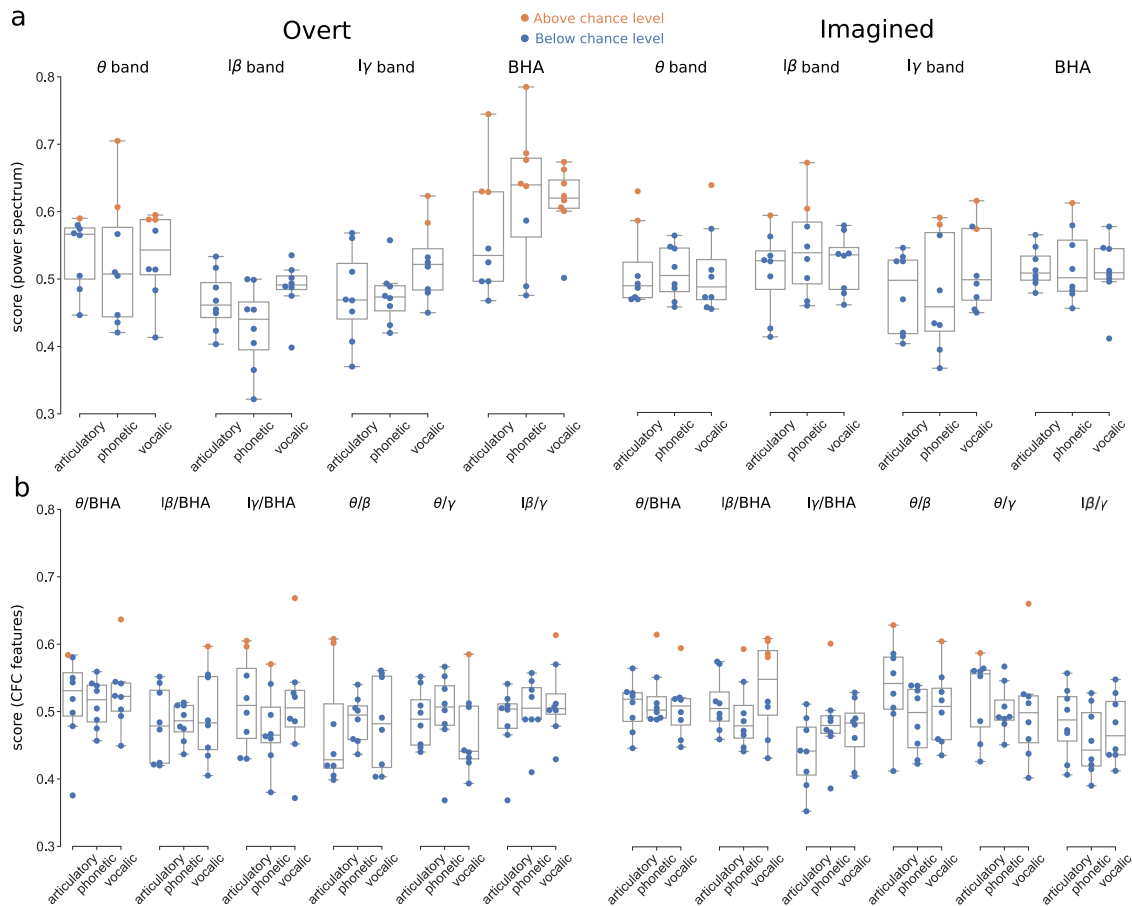 a
Overt
Above chance level
Below chance level
Imagined
θ band
lβ band
lγ band
BHA
θ band
lβ band
lγ band
BHA
score (power spectrum)
0.8
0.7
0.6
0.5
0.4
0.3
articulatory
phonetic
vocalic
articulatory
phonetic
vocalic
articulatory
phonetic
vocalic
articulatory
phonetic
vocalic
articulatory
phonetic
vocalic
articulatory
phonetic
vocalic
articulatory
phonetic
vocalic
articulatory
phonetic
vocalic
b
θ/BHA
lβ/BHA
lγ/BHA
θ/β
θ/γ
lβ/γ
θ/BHA
lβ/BHA
lγ/BHA
θ/β
θ/γ
lβ/γ
score (CFC features)
0.8
0.7
0.6
0.5
0.4
0.3
articulatory
phonetic
vocalic
articulatory
phonetic
vocalic
articulatory
phonetic
vocalic
articulatory
phonetic
vocalic
articulatory
phonetic
vocalic
articulatory
phonetic
vocalic
articulatory
phonetic
vocalic
articulatory
phonetic
vocalic
articulatory
phonetic
vocalic
articulatory
phonetic
vocalic
articulatory
phonetic
vocalic
articulatory
phonetic
vocalic